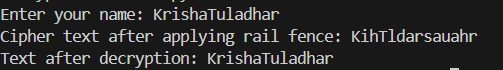 Enter your name: KrishaTuladhar
Cipher text after applying rail fence: KihTldarsauahr
Text after decryption: KrishaTuladhar